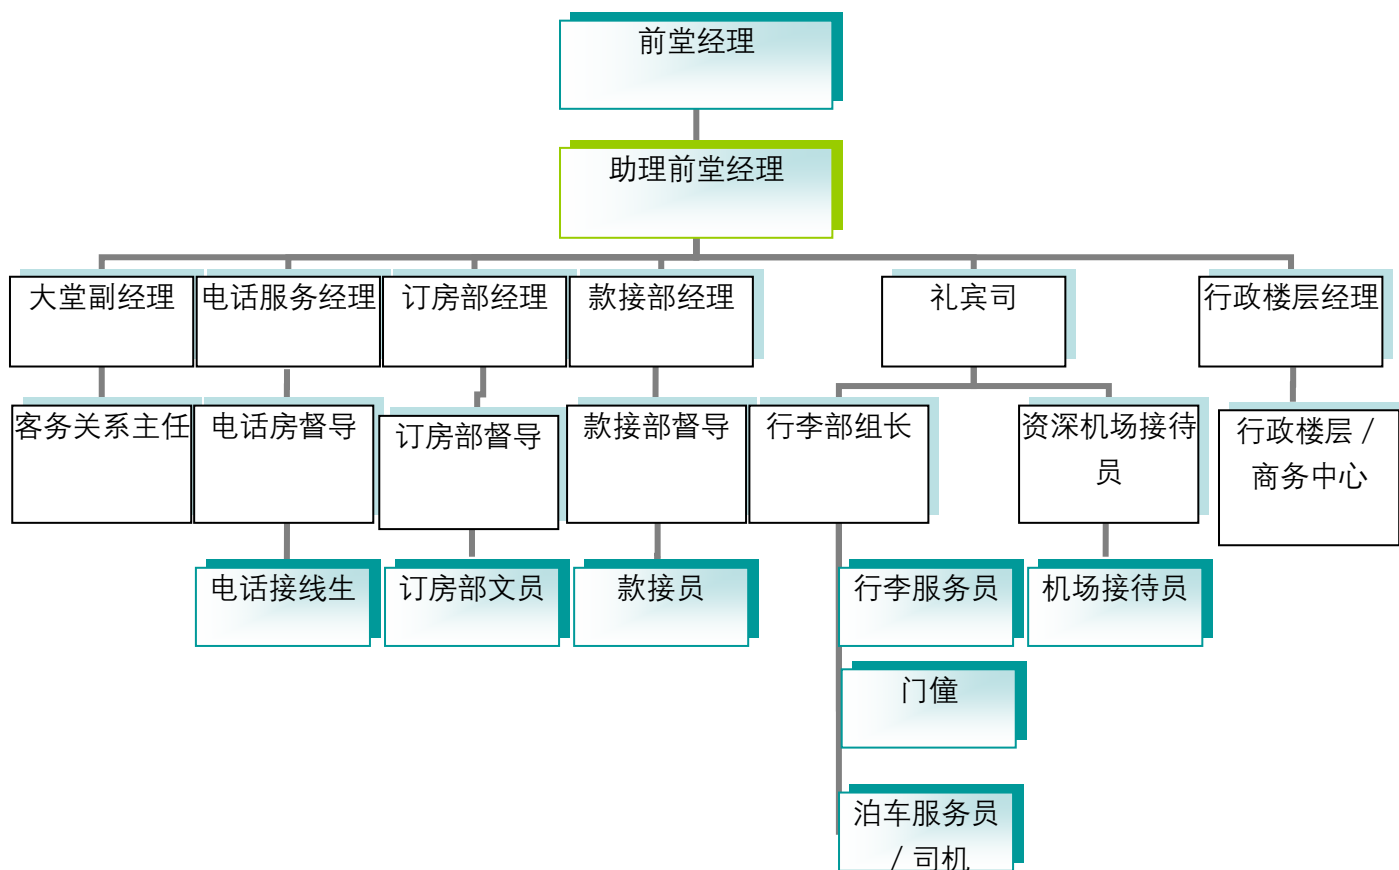 前堂经理
助理前堂经理
大堂副经理
电话服务经理
订房部经理
款接部经理
礼宾司
行政楼层经理
客务关系主任
电话房督导
订房部督导
款接部督导
行李部组长
资深机场接待
员
行政楼层 /
商务中心
电话接线生
订房部文员
款接员
行李服务员
机场接待员
门僮
泊车服务员
/ 司机